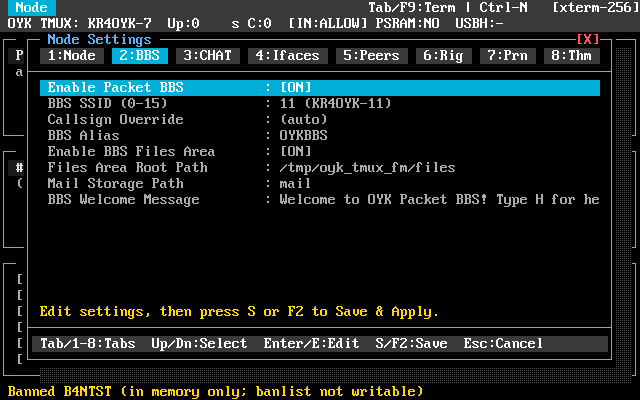 Node Tab/F9:Term | Ctrl-N [xterm-256]
OYK TMUX: KR4OYK-7 Up:0 s C:0 [IN:ALLOW] PSRAM:NO USBH:-
Node Settings [X]
P 1:Node 2:BBS 3:CHAT 4:Ifaces 5:Peers 6:Rig 7:Prn 8:Thm
a
Enable Packet BBS : [ON]
BBS SSID (0-15) : 11 (KR4OYK-11)
Callsign Override : (auto)
BBS Alias : OYKBBS
Enable BBS Files Area : [ON]
# Files Area Root Path : /tmp/oyk_tmux_fm/files
( Mail Storage Path : mail
BBS Welcome Message : Welcome to OYK Packet BBS! Type H for he
[
[
[ Edit settings, then press S or F2 to Save & Apply.
[
[ Tab/1-8:Tabs Up/Dn:Select Enter/E:Edit S/F2:Save Esc:Cancel
[
Banned B4NTST (in memory only; banlist not writable)